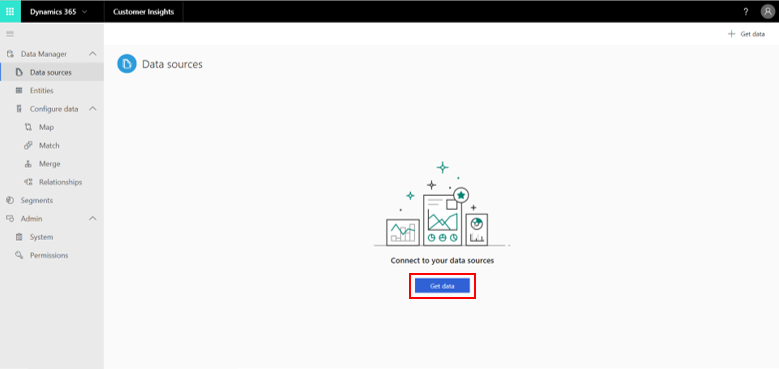 Dynamics 365
Customer Insights
?
Get data
Data Manager
Data sources
Entities
Configure data
Map
Match
Merge
Relationships
Segments
Admin
System
Permissions
Data sources
Connect to your data sources
Get data